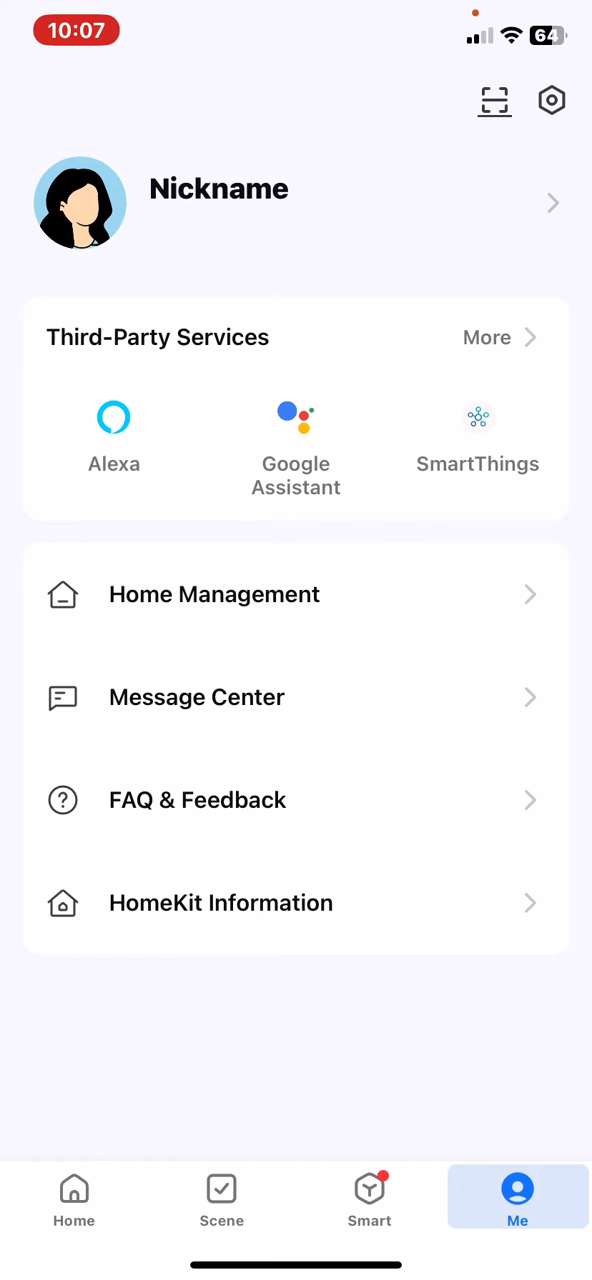 10:07
64
Nickname
Third-Party Services
More
Alexa
Google
Assistant
SmartThings
Home Management
Message Center
FAQ & Feedback
HomeKit Information
Home
Scene
Smart
Me